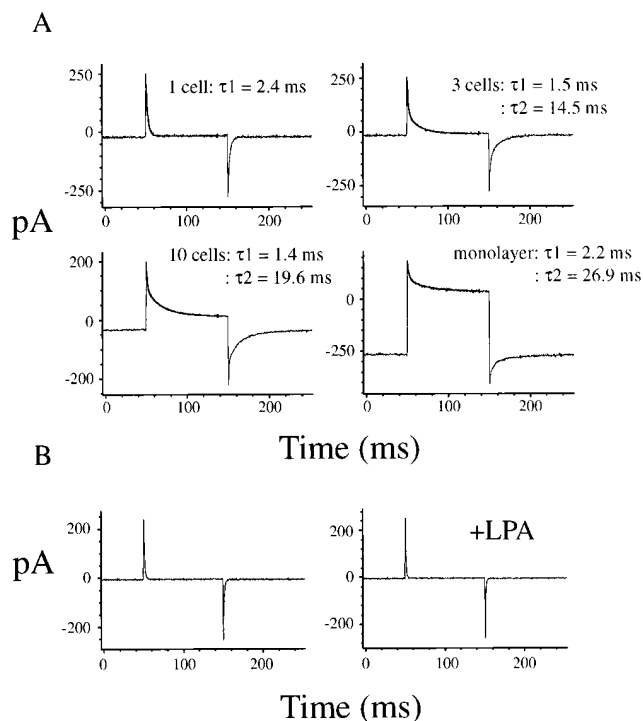 A
1 cell: τ1 = 2.4 ms
250
0
-250
0 100 200
3 cells: τ1 = 1.5 ms
: τ2 = 14.5 ms
250
0
-250
0 100 200
pA
10 cells: τ1 = 1.4 ms
: τ2 = 19.6 ms
200
0
-200
0 100 200
monolayer: τ1 = 2.2 ms
: τ2 = 26.9 ms
0
-250
0 100 200
Time (ms)
B
pA
200
0
-200
0 200
+LPA
200
0
-200
0 200
Time (ms)